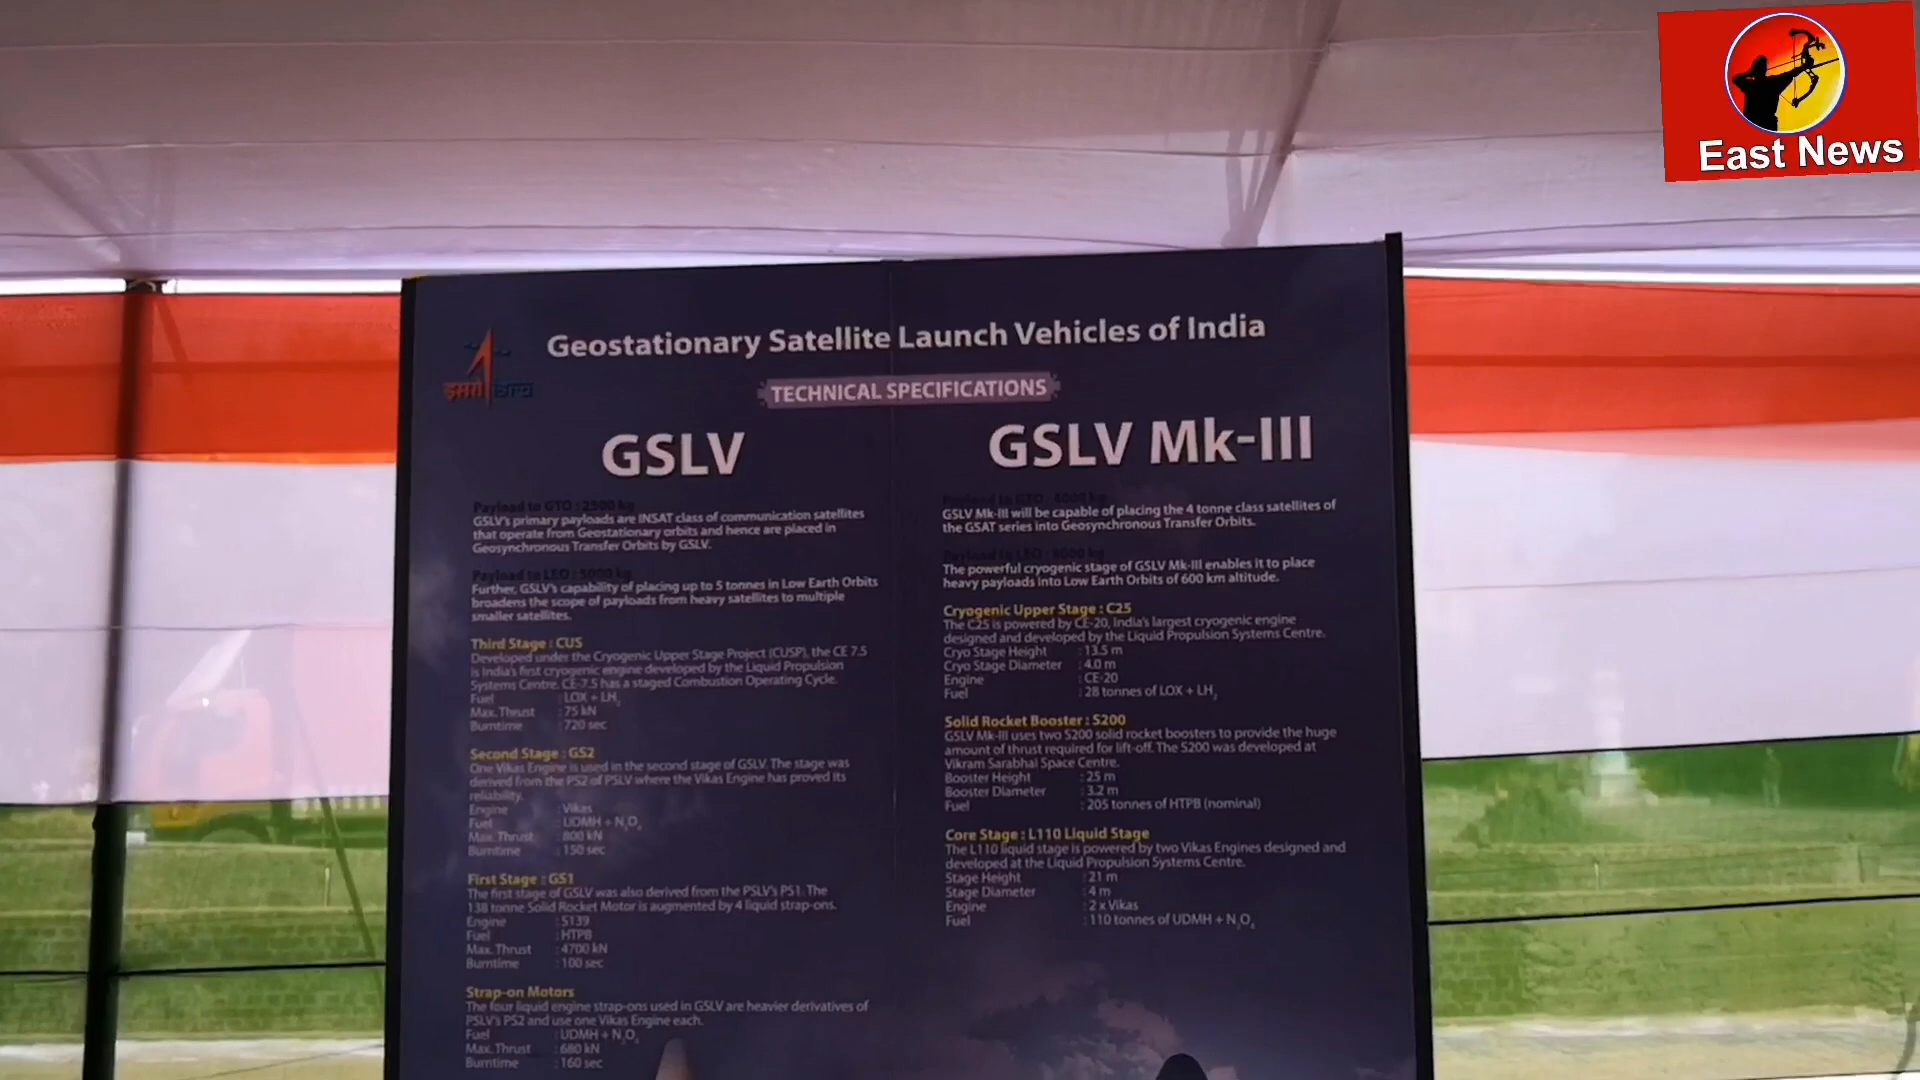 East News
इसरो isro
Geostationary Satellite Launch Vehicles of India
TECHNICAL SPECIFICATIONS
GSLV
Payload to GTO : 2500 kg
GSLV's primary payloads are INSAT class of communication satellites
that operate from Geostationary orbits and hence are placed in
Geosynchronous Transfer Orbits by GSLV.
Payload to LEO : 5000 kg
Further, GSLV's capability of placing up to 5 tonnes in Low Earth Orbits
broadens the scope of payloads from heavy satellites to multiple
smaller satellites.
Third Stage : CUS
Developed under the Cryogenic Upper Stage Project (CUSP), the CE 7.5
is India's first cryogenic engine developed by the Liquid Propulsion
Systems Centre. CE-7.5 has a staged Combustion Operating Cycle.
Fuel : LOX + LH₂
Max. Thrust : 75 kN
Burntime : 720 sec
Second Stage : GS2
One Vikas Engine is used in the second stage of GSLV. The stage was
derived from the PS2 of PSLV where the Vikas Engine has proved its
reliability.
Engine : Vikas
Fuel : UDMH + N₂O₄
Max. Thrust : 800 kN
Burntime : 150 sec
First Stage : GS1
The first stage of GSLV was also derived from the PSLV's PS1. The
138 tonne Solid Rocket Motor is augmented by 4 liquid strap-ons.
Engine : S139
Fuel : HTPB
Max. Thrust : 4700 kN
Burntime : 100 sec
Strap-on Motors
The four liquid engine strap-ons used in GSLV are heavier derivatives of
PSLV's PS2 and use one Vikas Engine each.
Fuel : UDMH + N₂O₄
Max. Thrust : 680 kN
Burntime : 160 sec
GSLV Mk-III
Payload to GTO : 4000 kg
GSLV Mk-III will be capable of placing the 4 tonne class satellites of
the GSAT series into Geosynchronous Transfer Orbits.
Payload to LEO : 8000 kg
The powerful cryogenic stage of GSLV Mk-III enables it to place
heavy payloads into Low Earth Orbits of 600 km altitude.
Cryogenic Upper Stage : C25
The C25 is powered by CE-20, India's largest cryogenic engine
designed and developed by the Liquid Propulsion Systems Centre.
Cryo Stage Height : 13.5 m
Cryo Stage Diameter : 4.0 m
Engine : CE-20
Fuel : 28 tonnes of LOX + LH₂
Solid Rocket Booster : S200
GSLV Mk-III uses two S200 solid rocket boosters to provide the huge
amount of thrust required for lift-off. The S200 was developed at
Vikram Sarabhai Space Centre.
Booster Height : 25 m
Booster Diameter : 3.2 m
Fuel : 205 tonnes of HTPB (nominal)
Core Stage : L110 Liquid Stage
The L110 liquid stage is powered by two Vikas Engines designed and
developed at the Liquid Propulsion Systems Centre.
Stage Height : 21 m
Stage Diameter : 4 m
Engine : 2 x Vikas
Fuel : 110 tonnes of UDMH + N₂O₄